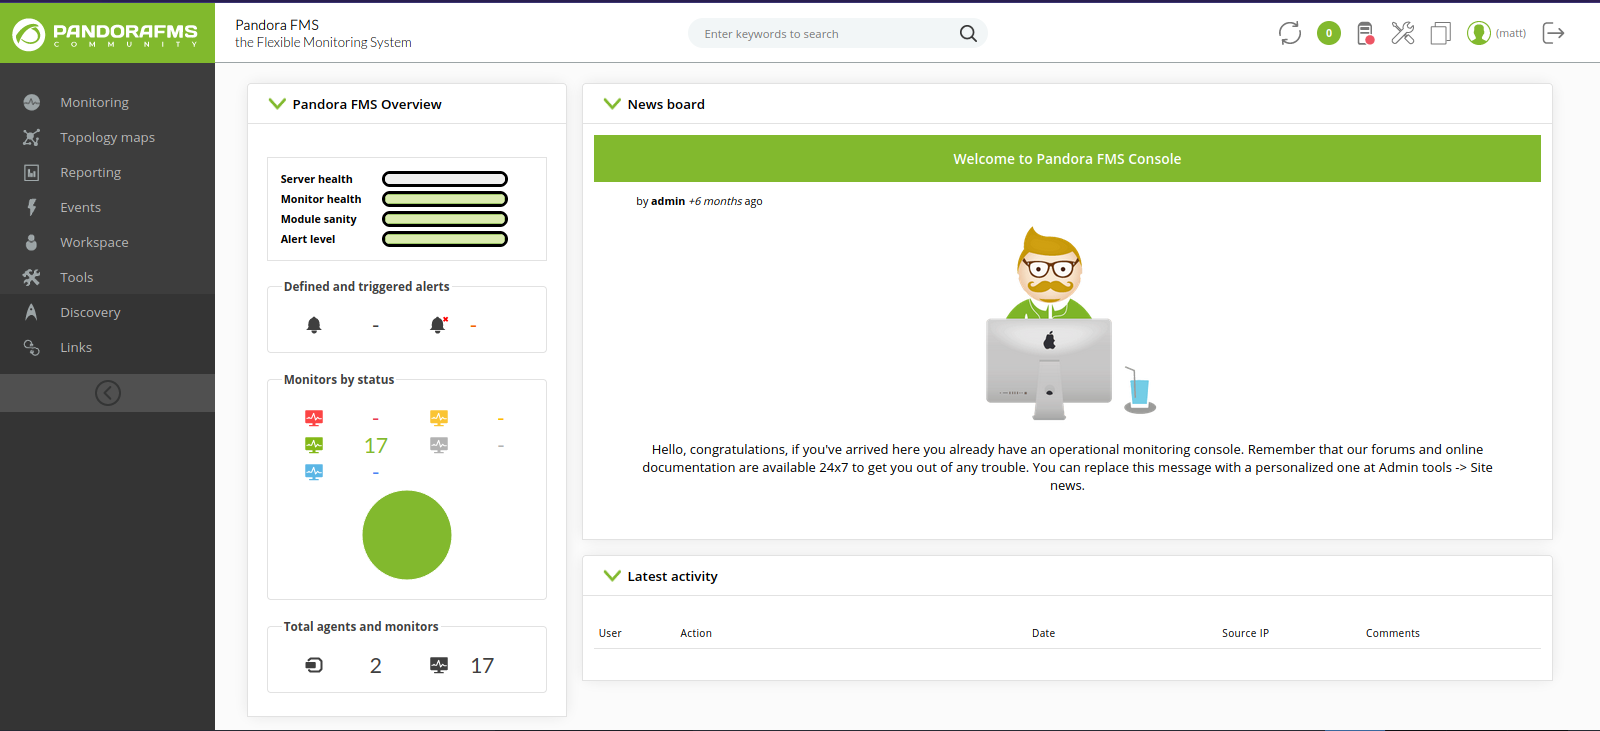 PANDORAFMS
COMMUNITY
Pandora FMS
the Flexible Monitoring System
Enter keywords to search
0
(matt)
Monitoring
Topology maps
Reporting
Events
Workspace
Tools
Discovery
Links
Pandora FMS Overview
Server health
Monitor health
Module sanity
Alert level
Defined and triggered alerts
- -
Monitors by status
- -
17 -
-
Total agents and monitors
2 17
News board
Welcome to Pandora FMS Console
by admin +6 months ago
Hello, congratulations, if you've arrived here you already have an operational monitoring console. Remember that our forums and online
documentation are available 24x7 to get you out of any trouble. You can replace this message with a personalized one at Admin tools -> Site
news.
Latest activity
User Action Date Source IP Comments